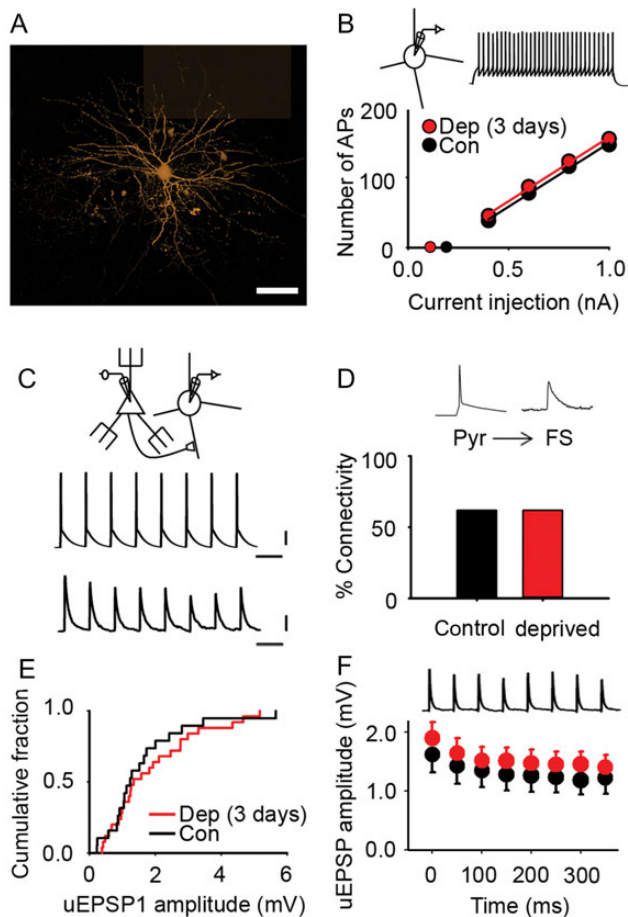 A
B
200
100
0
Number of APs
Dep (3 days)
Con
0.0
0.6
1.0
Current injection (nA)
C
D
Pyr → FS
100
50
0
% Connectivity
Control
deprived
E
1.0
0.5
0.0
Cumulative fraction
Dep (3 days)
Con
0
2
4
6
uEPSP1 amplitude (mV)
F
2.0
1.0
0.0
uEPSP amplitude (mV)
0
100
200
300
Time (ms)